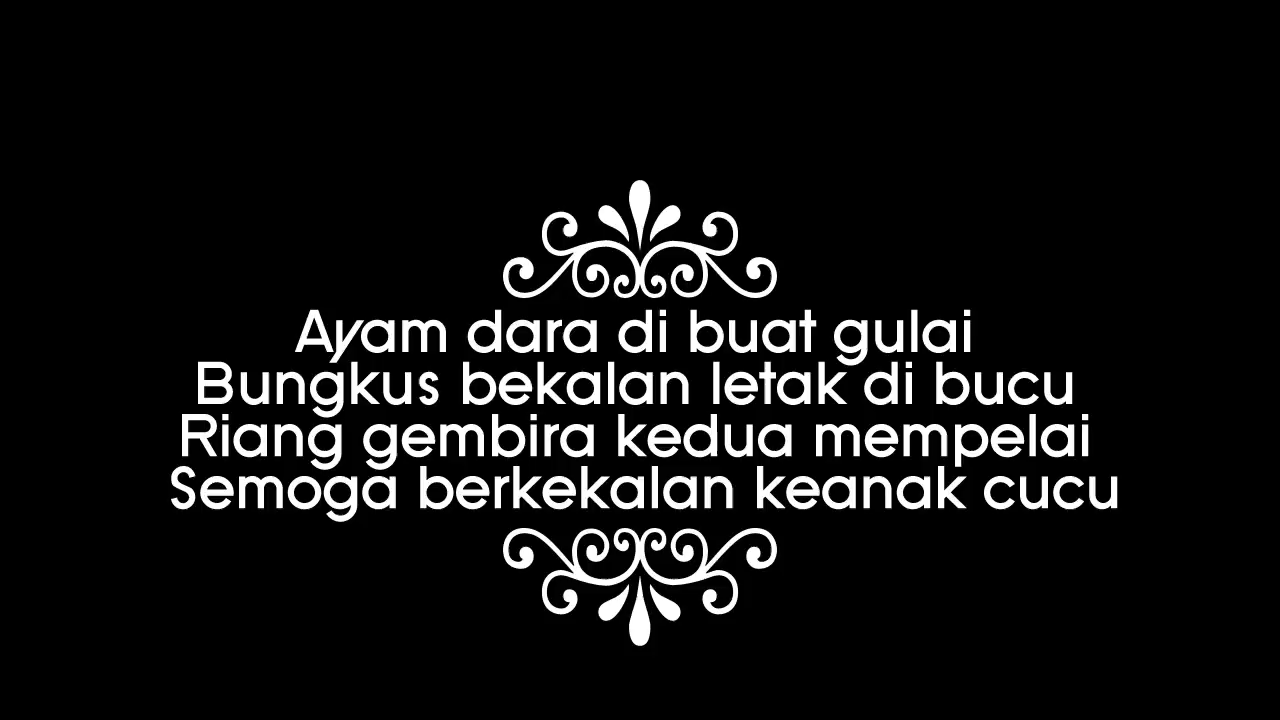 Ayam dara di buat gulai
Bungkus bekalan letak di bucu
Riang gembira kedua mempelai
Semoga berkekalan keanak cucu